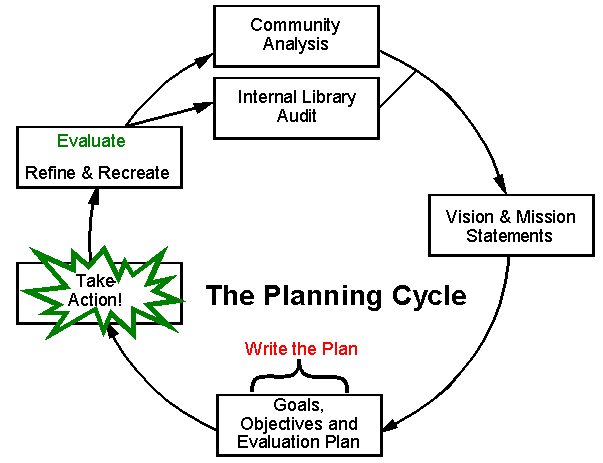 Community
Analysis
Internal Library
Audit
Evaluate
Refine & Recreate
Vision & Mission
Statements
Take
Action!
The Planning Cycle
Write the Plan
Goals,
Objectives and
Evaluation Plan